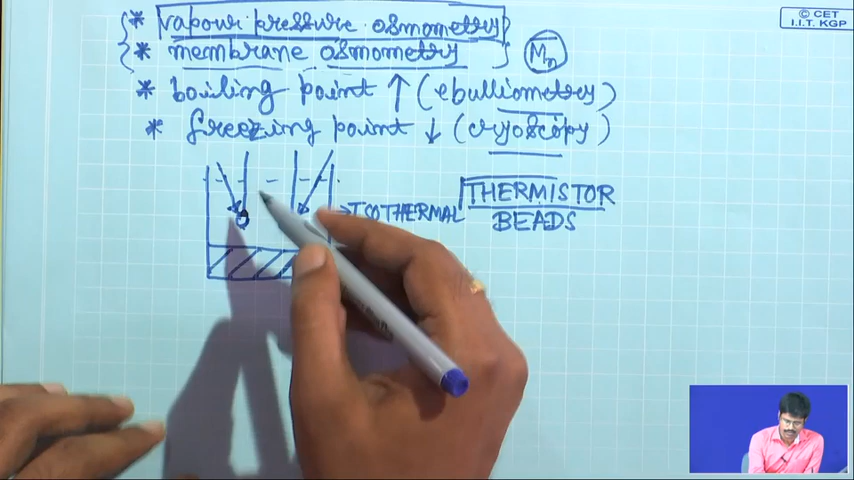 © CET
I.I.T. KGP
* vapour pressure osmometry
* membrane osmometry Mn
* boiling point ↑ (ebulliometry)
* freezing point ↓ (cryoscopy)
ISOTHERMAL
THERMISTOR
BEADS